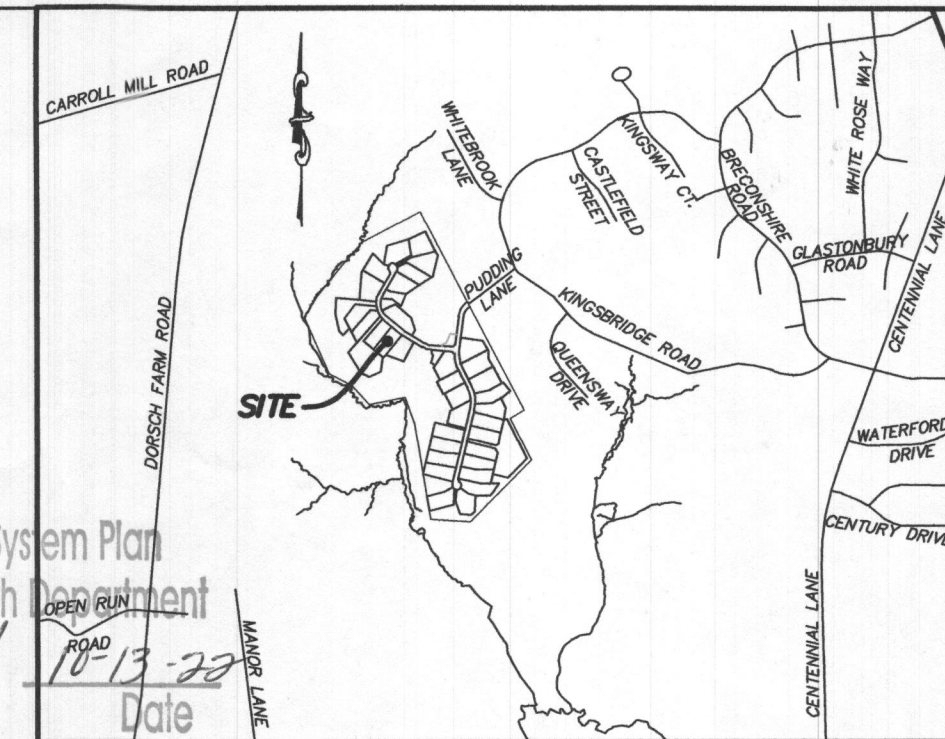 CARROLL MILL ROAD
WHITEBROOK
LANE
KINGSWAY CT.
CASTLEFIELD
STREET
BRECONSHIRE
ROAD
WHITE ROSE WAY
GLASTONBURY
ROAD
CENTENNIAL LANE
PUDDING
LANE
KINGSBRIDGE ROAD
QUEENSWAY
DRIVE
DORSCH FARM ROAD
SITE
WATERFORD
DRIVE
CENTURY DRIVE
System Plan
h Department
OPEN RUN
ROAD
10-13-22
Date
MANOR LANE
CENTENNIAL LANE